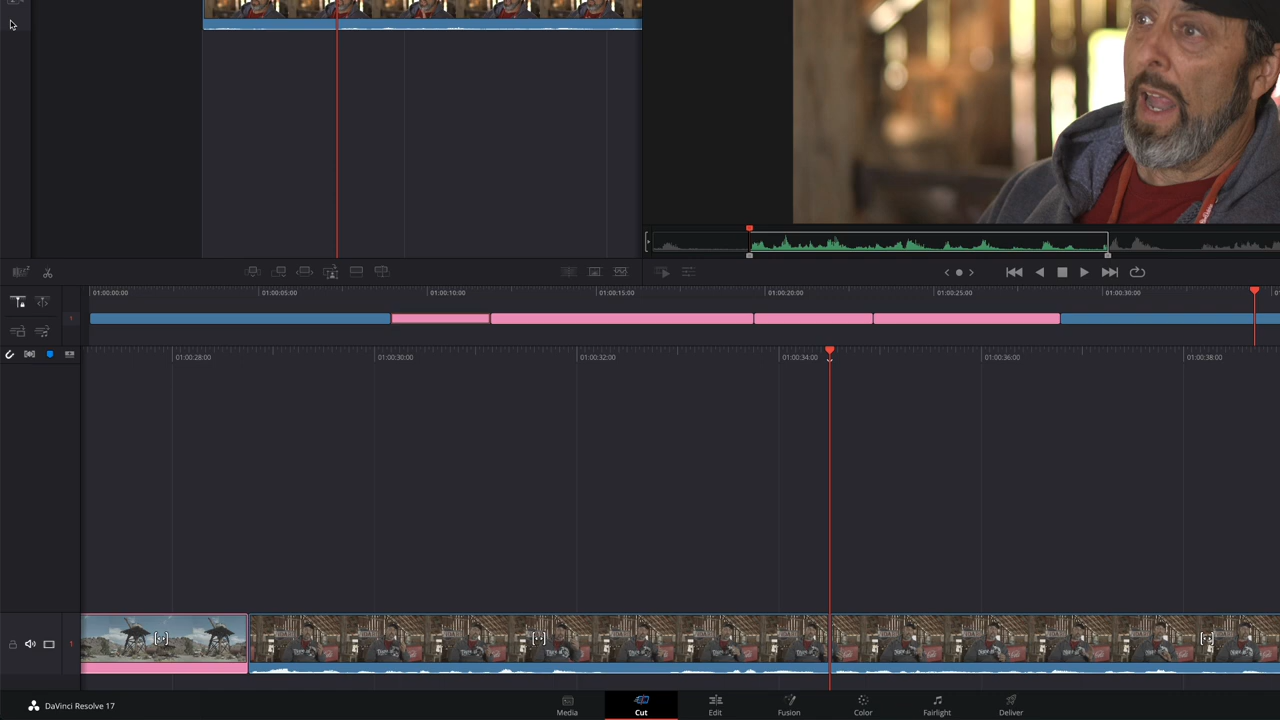 01:00:00:00
01:00:05:00
01:00:10:00
01:00:15:00
01:00:20:00
01:00:25:00
01:00:30:00
1
01:00:28:00
01:00:30:00
01:00:32:00
01:00:34:00
01:00:36:00
01:00:38:00
1
DaVinci Resolve 17
Media
Cut
Edit
Fusion
Color
Fairlight
Deliver